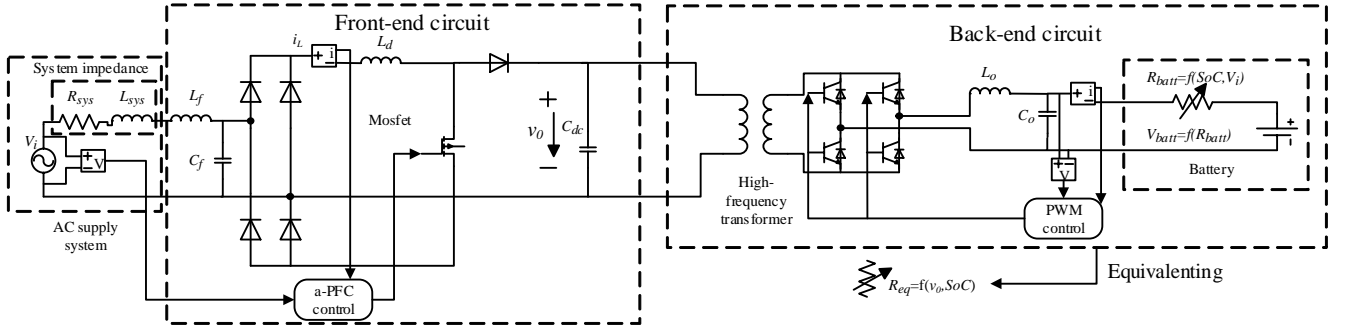 Front-end circuit
Back-end circuit
System impedance
R_sys
L_sys
L_f
i_L
+ i
−
L_d
Mosfet
C_f
V_i
+ V
−
AC supply
system
a-PFC
control
+
v_0
−
C_dc
High-
frequency
transformer
L_o
C_o
+ i
−
+ −
V
PWM
control
R_batt=f(SoC,V_i)
V_batt=f(R_batt)
+
−
Battery
Equivalenting
R_eq=f(v_0,SoC)